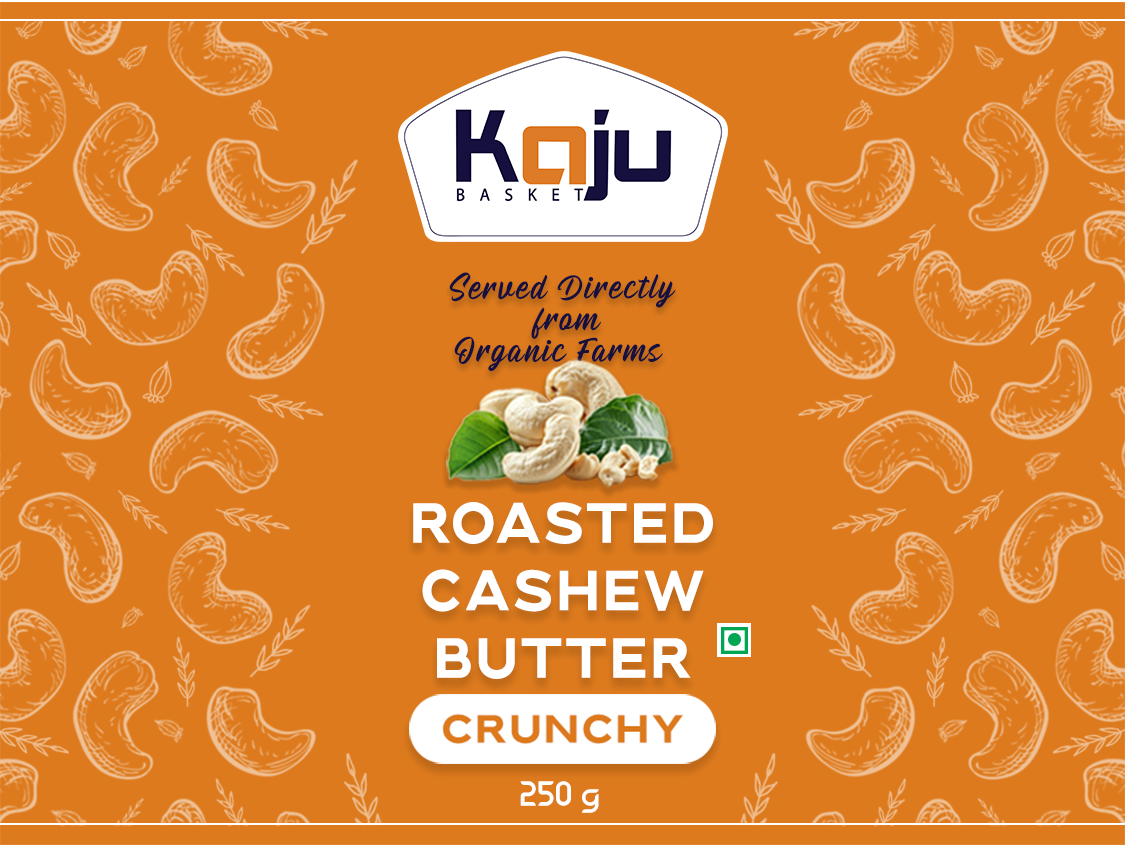 Kaju
BASKET
Served Directly
from
Organic Farms
ROASTED
CASHEW
BUTTER
CRUNCHY
250 g